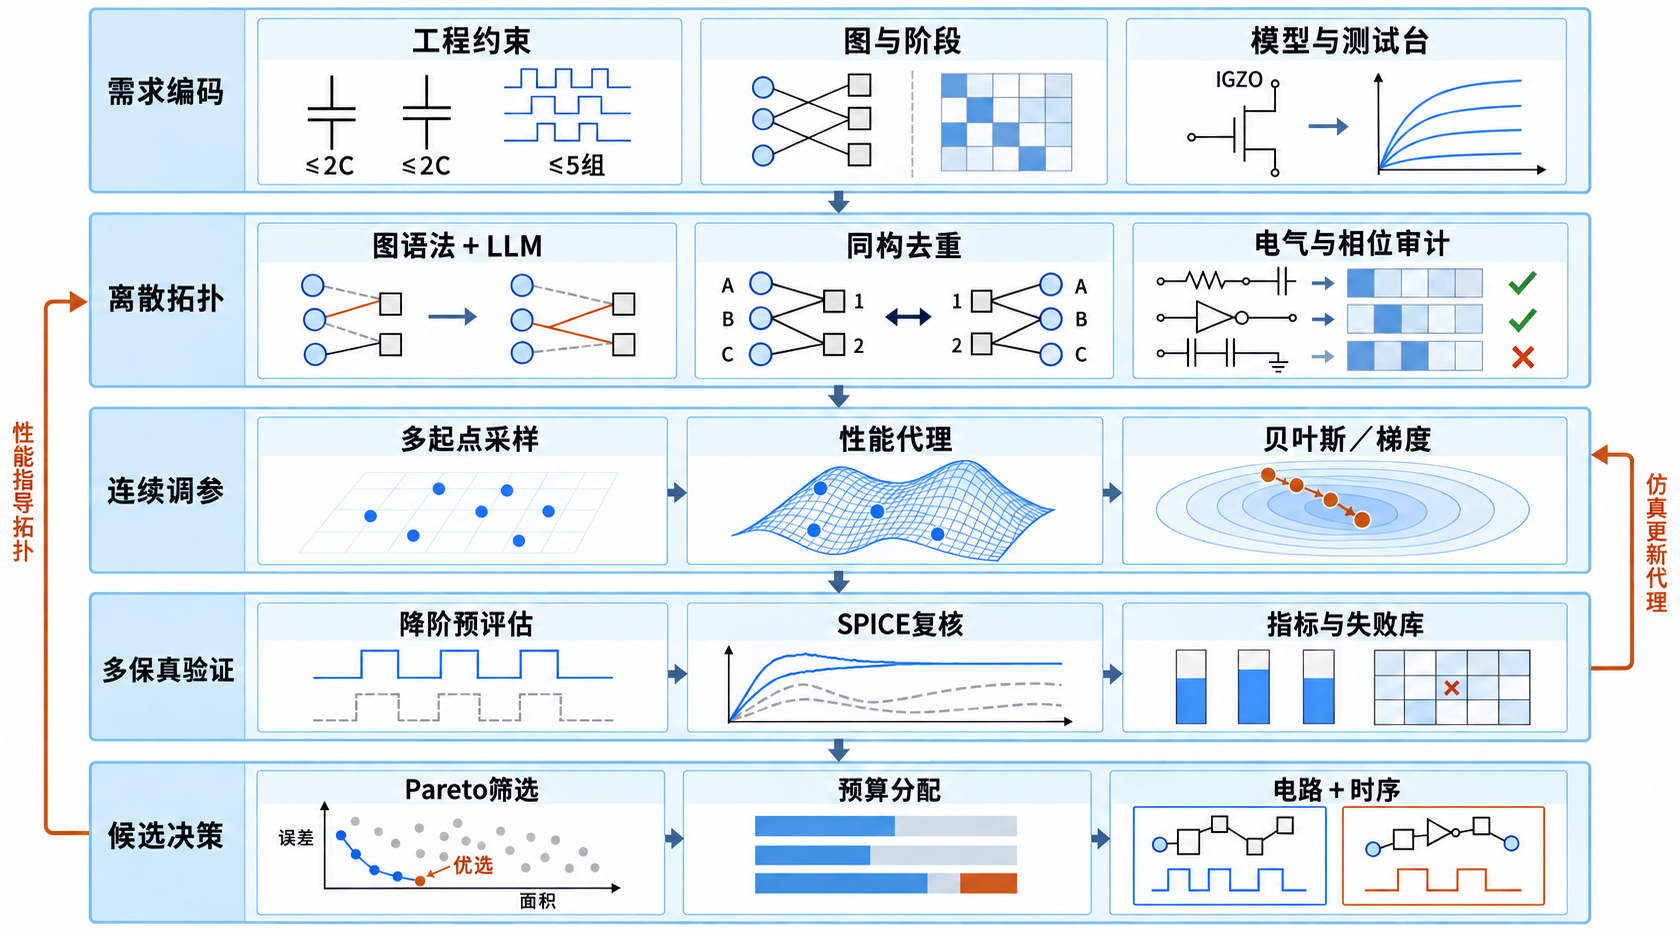 需求编码
工程约束
≤2C
≤2C
≤5组
图与阶段
模型与测试台
IGZO
离散拓扑
图语法+LLM
同构去重
A
B
C
1
2
1
2
A
B
C
电气与相位审计
连续调参
多起点采样
性能代理
贝叶斯／梯度
多保真验证
降阶预评估
SPICE复核
指标与失败库
候选决策
Pareto筛选
误差
优选
面积
预算分配
电路+时序
性能指导拓扑
仿真更新代理